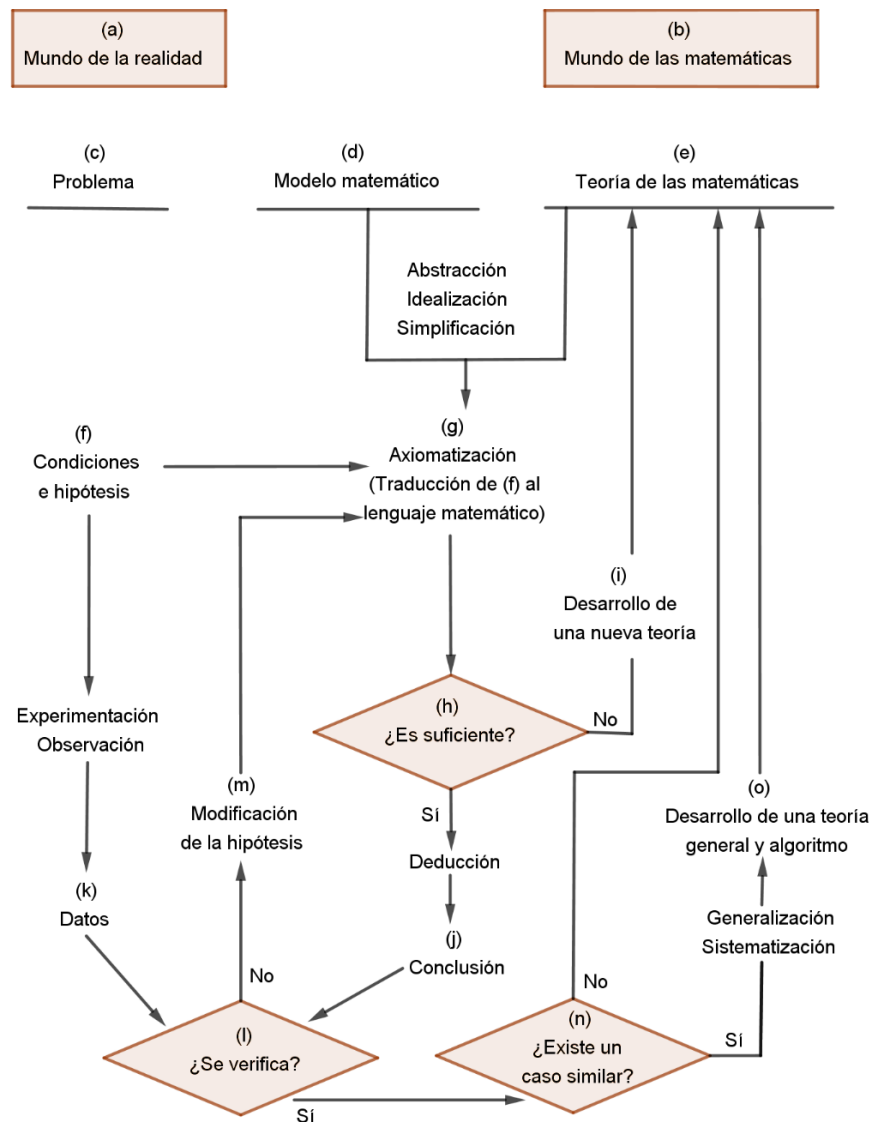 (a)
Mundo de la realidad
(b)
Mundo de las matemáticas
(c)
Problema
(d)
Modelo matemático
(e)
Teoría de las matemáticas
Abstracción
Idealización
Simplificación
(f)
Condiciones
e hipótesis
(g)
Axiomatización
(Traducción de (f) al
lenguaje matemático)
(i)
Desarrollo de
una nueva teoría
Experimentación
Observación
(h)
¿Es suficiente?
No
Sí
(m)
Modificación
de la hipótesis
(o)
Desarrollo de una teoría
general y algoritmo
Deducción
(k)
Datos
(j)
Conclusión
Generalización
Sistematización
No
No
(l)
¿Se verifica?
Sí
(n)
¿Existe un
caso similar?
Sí